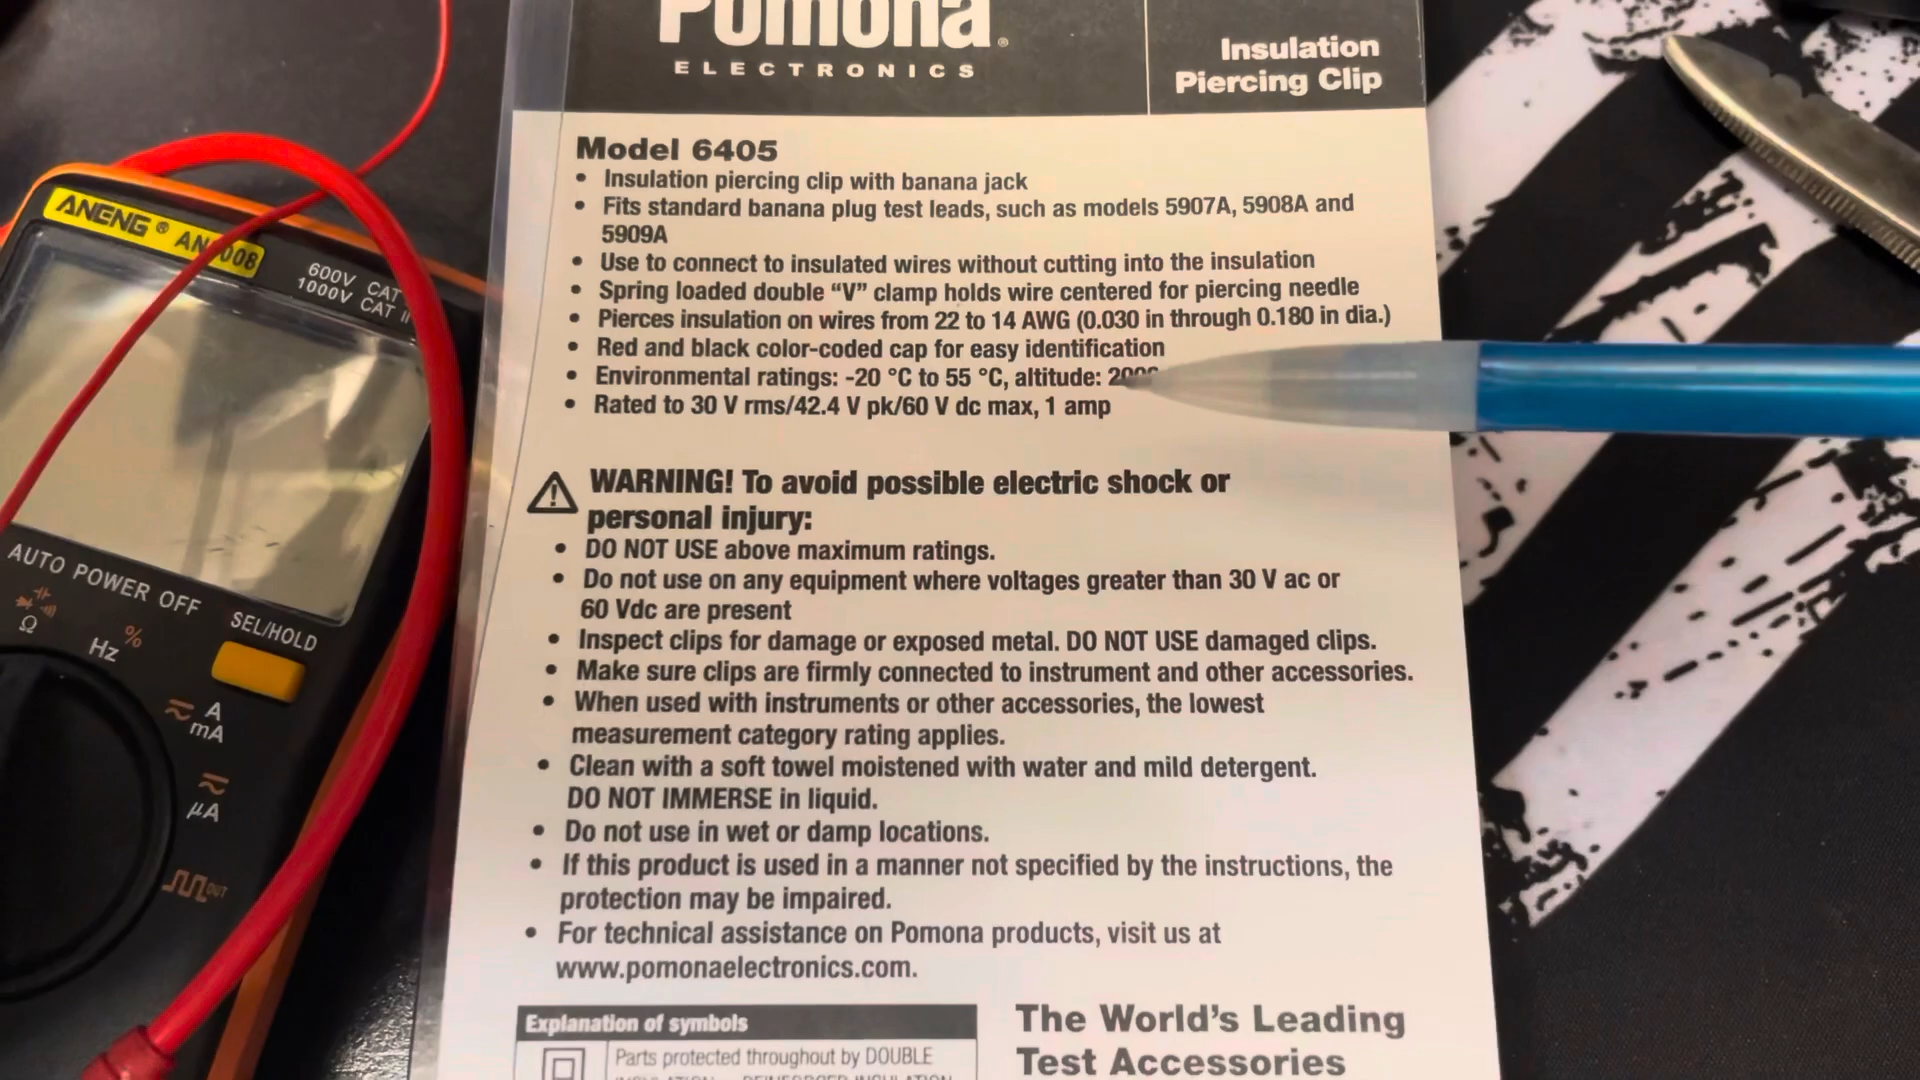 Pomona®
ELECTRONICS
Insulation
Piercing Clip
Model 6405
• Insulation piercing clip with banana jack
• Fits standard banana plug test leads, such as models 5907A, 5908A and
5909A
• Use to connect to insulated wires without cutting into the insulation
• Spring loaded double “V” clamp holds wire centered for piercing needle
• Pierces insulation on wires from 22 to 14 AWG (0.030 in through 0.180 in dia.)
• Red and black color-coded cap for easy identification
• Environmental ratings: -20 °C to 55 °C, altitude:
• Rated to 30 V rms/42.4 V pk/60 V dc max, 1 amp
WARNING! To avoid possible electric shock or
personal injury:
• DO NOT USE above maximum ratings.
• Do not use on any equipment where voltages greater than 30 V ac or
60 Vdc are present
• Inspect clips for damage or exposed metal. DO NOT USE damaged clips.
• Make sure clips are firmly connected to instrument and other accessories.
• When used with instruments or other accessories, the lowest
measurement category rating applies.
• Clean with a soft towel moistened with water and mild detergent.
DO NOT IMMERSE in liquid.
• Do not use in wet or damp locations.
• If this product is used in a manner not specified by the instructions, the
protection may be impaired.
• For technical assistance on Pomona products, visit us at
www.pomonaelectronics.com.
Explanation of symbols
Parts protected throughout by DOUBLE
The World’s Leading
Test Accessories
ANENG®
600V CAT
1000V CAT II
AUTO POWER OFF
SEL/HOLD
Ω
Hz %
A
mA
µA
OUT